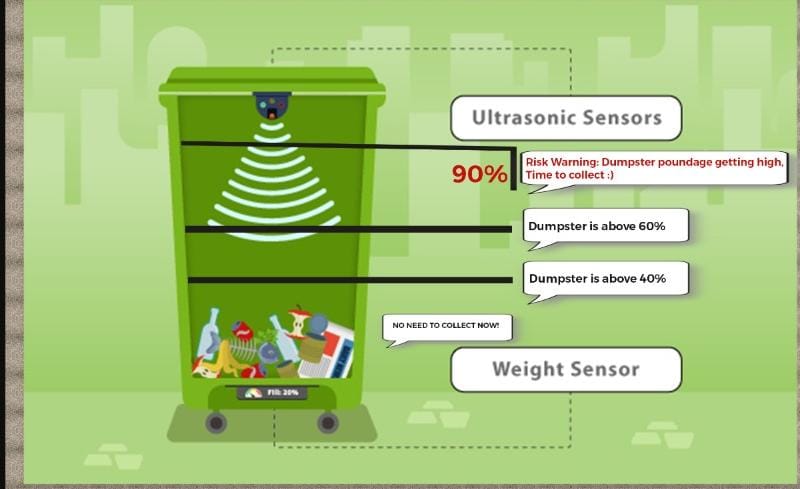 Ultrasonic Sensors
90%
Risk Warning: Dumpster poundage getting high,
Time to collect :)
Dumpster is above 60%
Dumpster is above 40%
NO NEED TO COLLECT NOW!
Weight Sensor
Fill: 20%